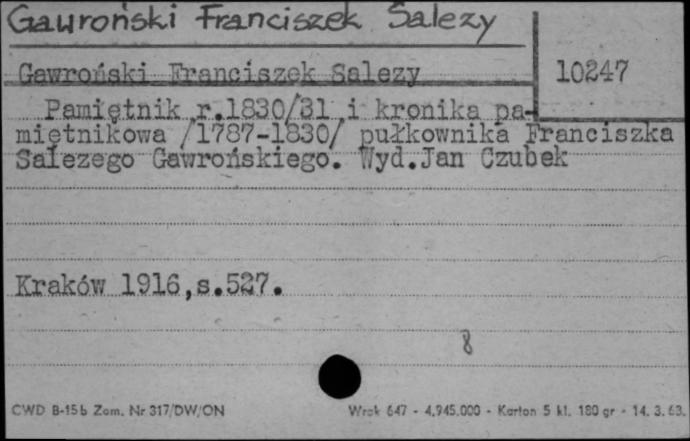 Gawroński Franciszek Salezy
Gawroński Franciszek Salezy
10247
Pamiętnik r.1830/31 i kronika pa-
miętnikowa /1787-1830/ pułkownika Franciszka
Salezego Gawrońskiego. Wyd.Jan Czubek
Kraków 1916,s.527.
8
CWD B-15b Zam. Nr 317/DW/ON
Wrsk 647 - 4.945.000 - Karton 5 kl. 180 gr - 14. 3. 63.